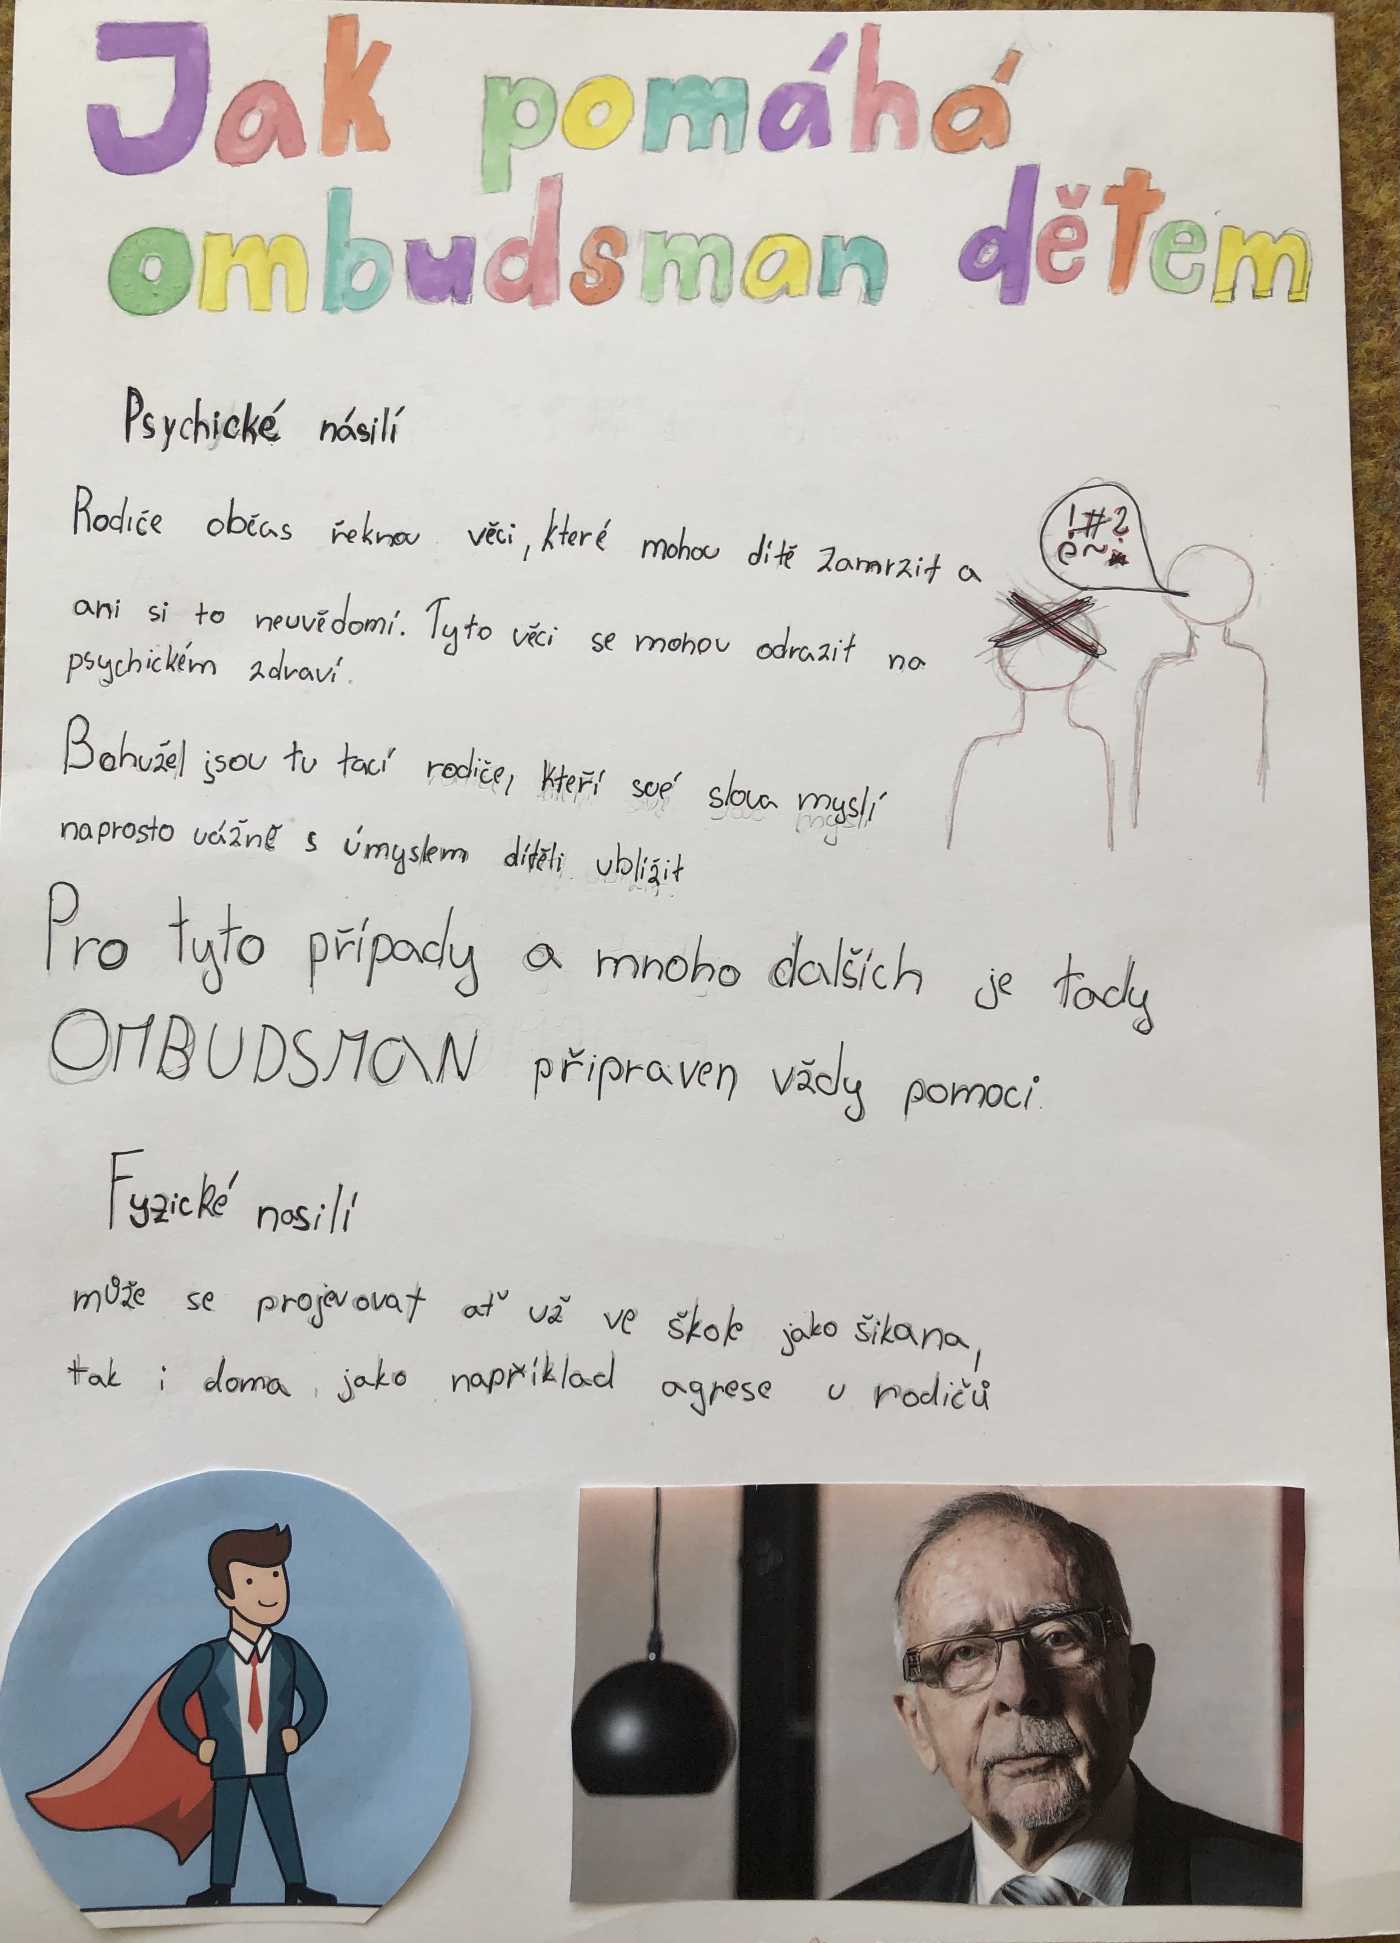 Jak pomáhá
ombudsman dětem
Psychické násilí
!#?
@~*
Rodiče občas řeknou věci, které mohou dítě zamrzit a
ani si to neuvědomí. Tyto věci se mohou odrazit na
psychickém zdraví.
Bohužel jsou tu tací rodiče, kteří své slova myslí
naprosto vážně s úmyslem dítěli ublížit
Pro tyto případy a mnoho dalších je tady
OMBUDSMAN připraven vždy pomoci.
Fyzické nasilí
může se projevovat ať už ve škole jako šikana,
tak i doma, jako například agrese u rodičů